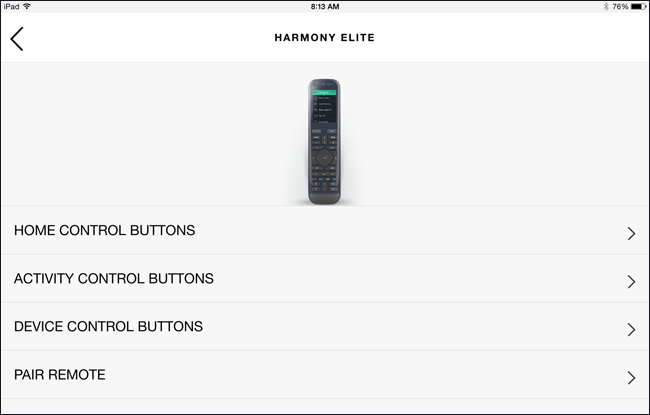 iPad 8:13 AM 76%
HARMONY ELITE
HOME CONTROL BUTTONS
ACTIVITY CONTROL BUTTONS
DEVICE CONTROL BUTTONS
PAIR REMOTE